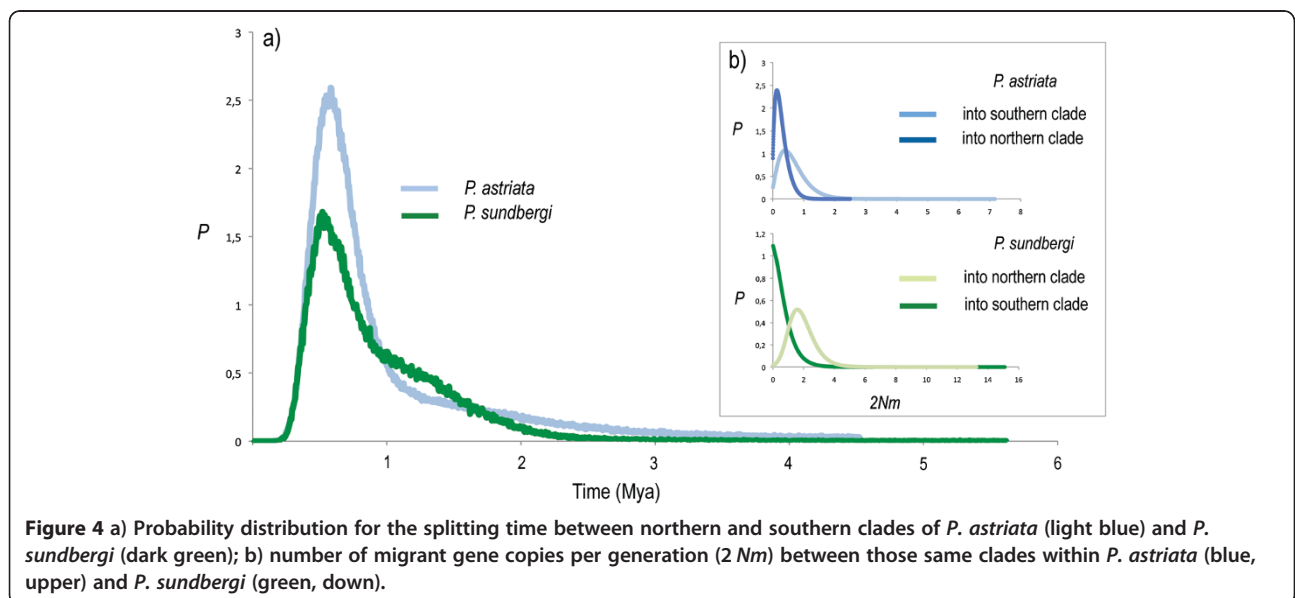 a)
3
2,5
2
1,5
1
0,5
0
P
P. astriata
P. sundbergi
1
2
3
4
5
6
Time (Mya)
b)
3
2,5
2
1,5
1
0,5
0
P
P. astriata
into southern clade
into northern clade
0
1
2
3
4
5
6
7
8
1,2
1
0,8
0,6
0,4
0,2
0
P
P. sundbergi
into northern clade
into southern clade
0
2
4
6
8
10
12
14
16
2Nm
Figure 4 a) Probability distribution for the splitting time between northern and southern clades of P. astriata (light blue) and P.
sundbergi (dark green); b) number of migrant gene copies per generation (2 Nm) between those same clades within P. astriata (blue,
upper) and P. sundbergi (green, down).